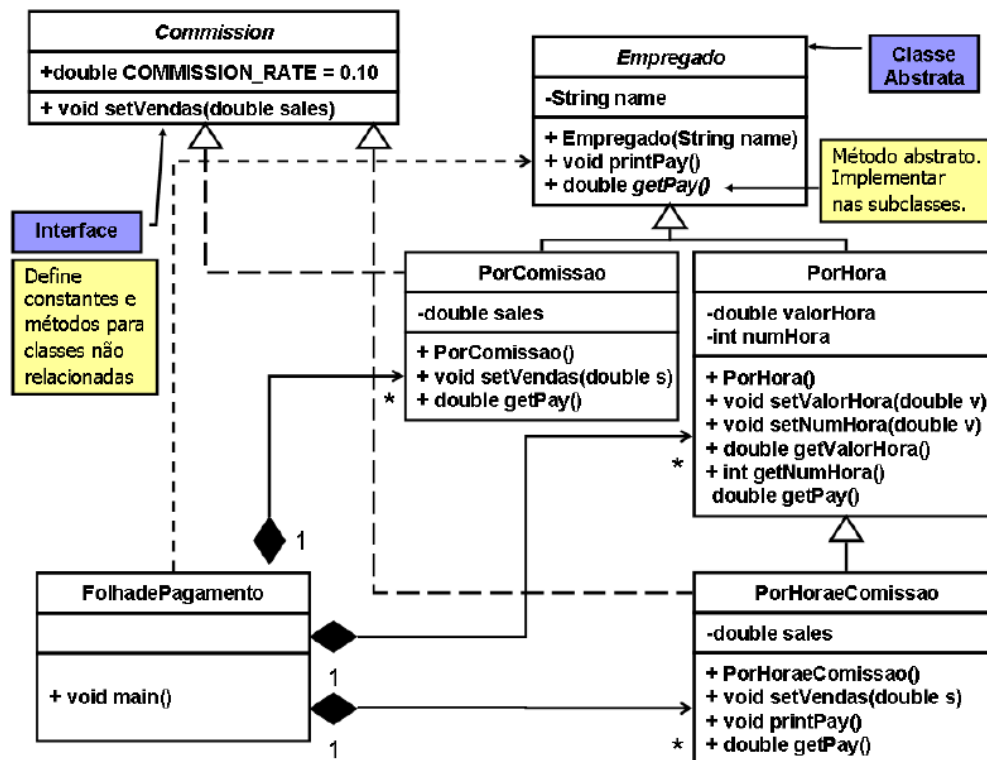 Commission
+double COMMISSION_RATE = 0.10
+ void setVendas(double sales)
Empregado
-String name
+ Empregado(String name)
+ void printPay()
+ double getPay()
Classe
Abstrata
Método abstrato.
Implementar
nas subclasses.
Interface
Define
constantes e
métodos para
classes não
relacionadas
PorComissao
-double sales
+ PorComissao()
+ void setVendas(double s)
+ double getPay()
*
PorHora
-double valorHora
-int numHora
+ PorHora()
+ void setValorHora(double v)
+ void setNumHora(double v)
+ double getValorHora()
+ int getNumHora()
double getPay()
*
1
FolhadePagamento
+ void main()
1
1
PorHoraeComissao
-double sales
+ PorHoraeComissao()
+ void setVendas(double s)
+ void printPay()
+ double getPay()
*